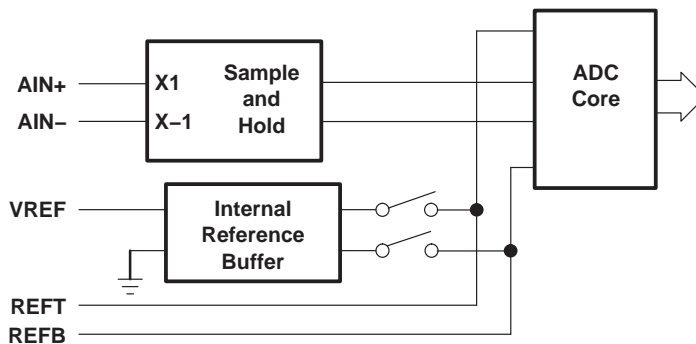 AIN+
AIN−
X1
X−1
Sample
and
Hold
ADC
Core
VREF
Internal
Reference
Buffer
REFT
REFB